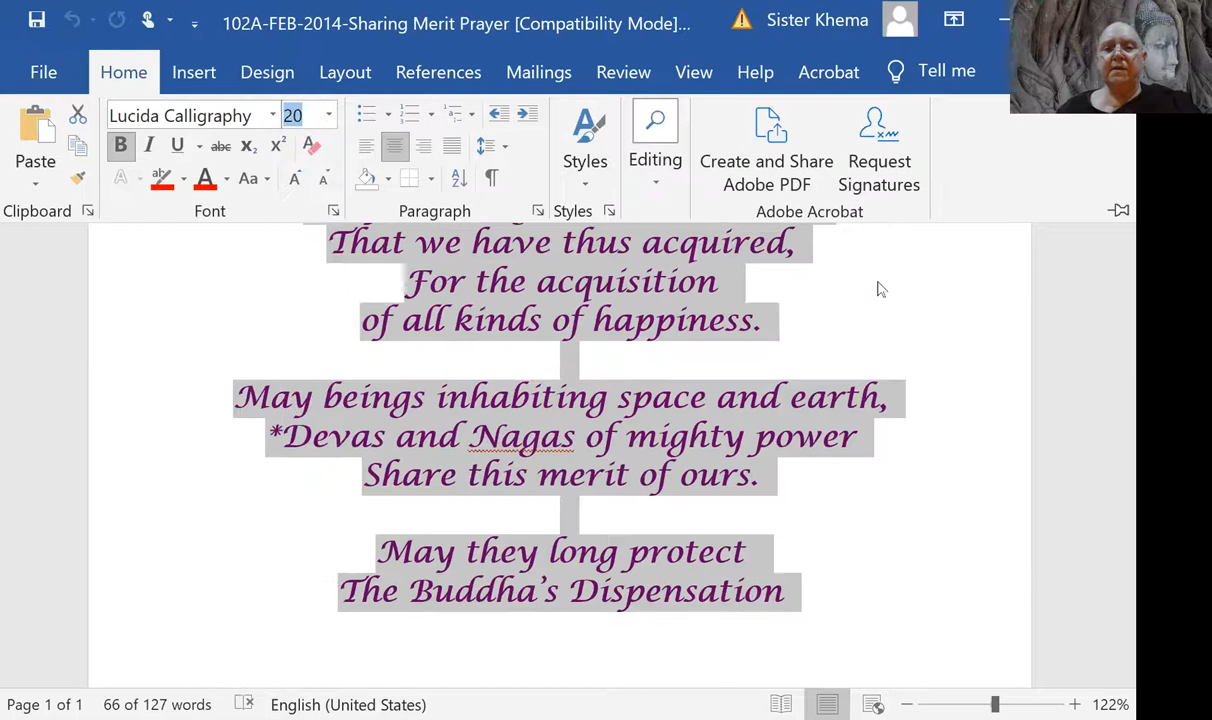 102A-FEB-2014-Sharing Merit Prayer [Compatibility Mode]...
Sister Khema
File Home Insert Design Layout References Mailings Review View Help Acrobat Tell me
Lucida Calligraphy 20
Paste
B I U abc x₂ x²
A A Aa A A
Styles
Editing
Create and Share Adobe PDF
Request Signatures
Clipboard Font Paragraph Styles Adobe Acrobat
That we have thus acquired,
For the acquisition
of all kinds of happiness.
May beings inhabiting space and earth,
*Devas and Nagas of mighty power
Share this merit of ours.
May they long protect
The Buddha's Dispensation
Page 1 of 1 66 of 127 words English (United States) 122%